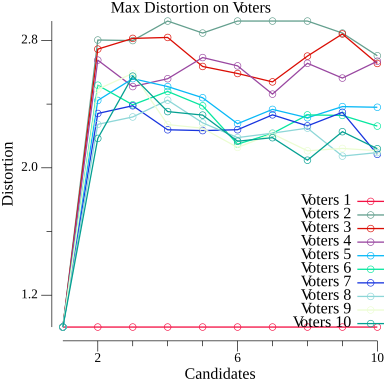 Max Distortion on Voters
2.8
2.0
1.2
Distortion
Voters 1
Voters 2
Voters 3
Voters 4
Voters 5
Voters 6
Voters 7
Voters 8
Voters 9
Voters 10
2 6 10
Candidates